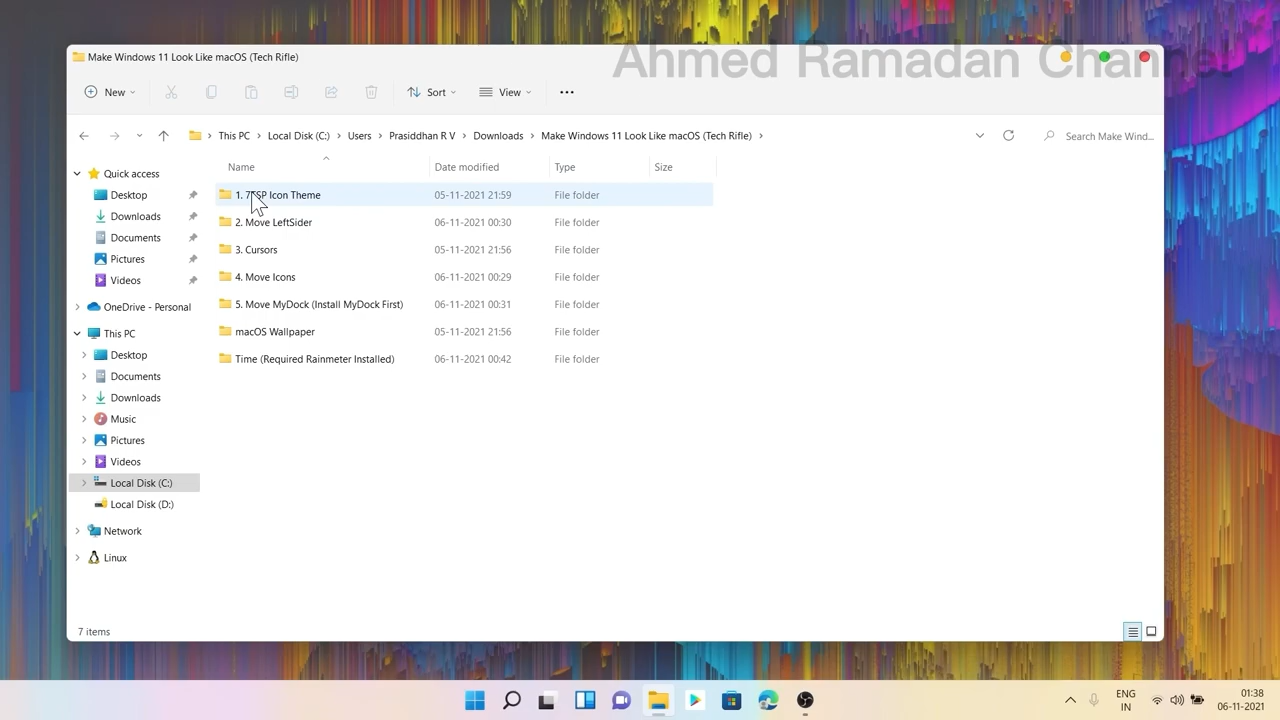 Make Windows 11 Look Like macOS (Tech Rifle)
Ahmed Ramadan Channel
New
Sort
View
This PC > Local Disk (C:) > Users > Prasiddhan R V > Downloads > Make Windows 11 Look Like macOS (Tech Rifle) >
Search Make Wind...
Name Date modified Type Size
Quick access
Desktop
Downloads
Documents
Pictures
Videos
OneDrive - Personal
This PC
Desktop
Documents
Downloads
Music
Pictures
Videos
Local Disk (C:)
Local Disk (D:)
Network
Linux
1. 7TSP Icon Theme 05-11-2021 21:59 File folder
2. Move LeftSider 06-11-2021 00:30 File folder
3. Cursors 05-11-2021 21:56 File folder
4. Move Icons 06-11-2021 00:29 File folder
5. Move MyDock (Install MyDock First) 06-11-2021 00:31 File folder
macOS Wallpaper 05-11-2021 21:56 File folder
Time (Required Rainmeter Installed) 06-11-2021 00:42 File folder
7 items
ENG
IN
01:38
06-11-2021